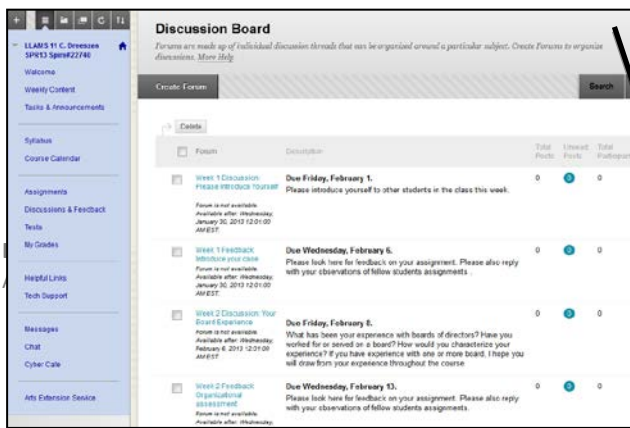 LLAMS 11 C. Dreeszen
SPR13 Spire#22740
Welcome
Weekly Content
Tasks & Announcements
Syllabus
Course Calendar
Assignments
Discussions & Feedback
Tests
My Grades
Helpful Links
Tech Support
Messages
Chat
Cyber Cafe
Arts Extension Service
Discussion Board
Forums are made up of individual discussion threads that can be organized around a particular subject. Create Forums to organize
discussions. More Help
Create Forum
Search
Delete
Forum Description Total Posts Unread Posts Total Participan
Week 1 Discussion:
Please Introduce Yourself
Forum is not available.
Available after: Wednesday,
January 30, 2013 12:01:00
AM EST.
Due Friday, February 1.
Please introduce yourself to other students in the class this week.
0 0 0
Week 1 Feedback:
Introduce your case
Forum is not available.
Available after: Wednesday,
January 30, 2013 12:01:00
AM EST.
Due Wednesday, February 6.
Please look here for feedback on your assignment. Please also reply
with your observations of fellow students assignments.
0 0 0
Week 2 Discussion: Your
Board Experience
Forum is not available.
Available after: Wednesday,
February 6, 2013 12:01:00
AM EST.
Due Friday, February 8.
What has been your experience with boards of directors? Have you
worked for or served on a board? How would you characterize your
experience? If you have experience with one or more board, I hope you
will draw from your experience throughout the course.
0 0 0
Week 2 Feedback:
Organizational
assessment
Forum is not available.
Available after: Wednesday,
Due Wednesday, February 13.
Please look here for feedback on your assignment. Please also reply
with your observations of fellow students assignments.
0 0 0